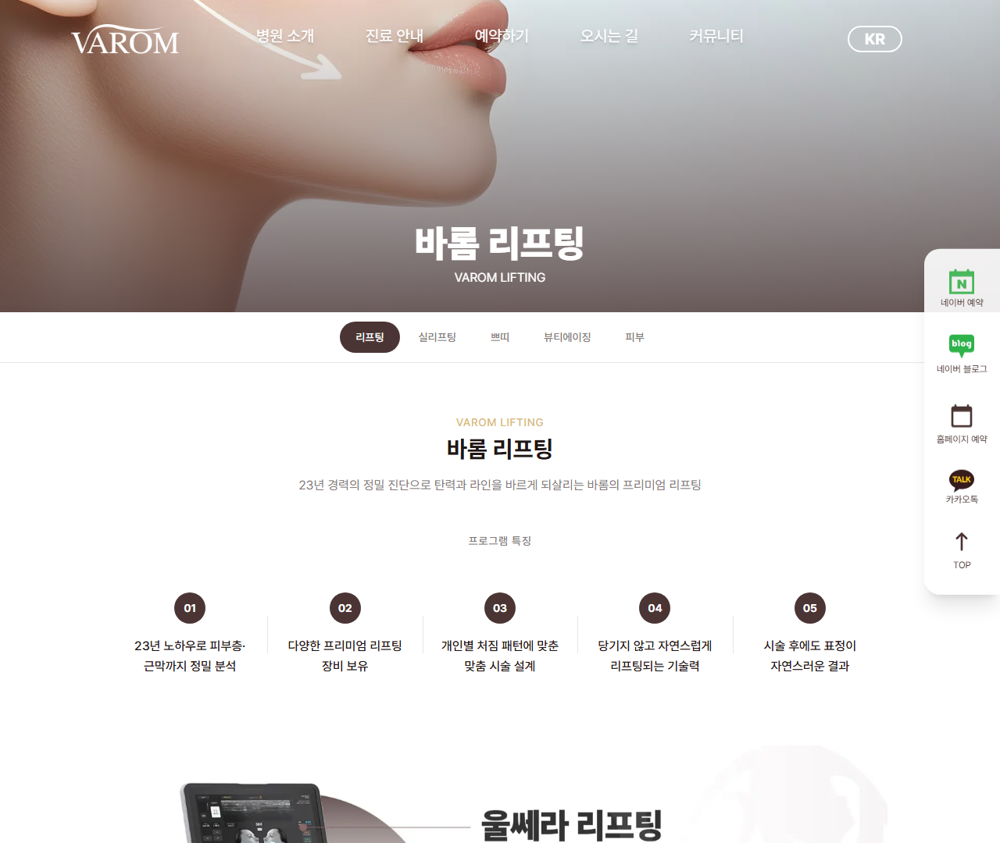 VAROM
병원 소개
진료 안내
예약하기
오시는 길
커뮤니티
KR
바롬 리프팅
VAROM LIFTING
리프팅
실리프팅
쁘띠
뷰티에이징
피부
네이버 예약
blog
네이버 블로그
홈페이지 예약
TALK
카카오톡
TOP
VAROM LIFTING
바롬 리프팅
23년 경력의 정밀 진단으로 탄력과 라인을 바르게 되살리는 바롬의 프리미엄 리프팅
프로그램 특징
01
23년 노하우로 피부층·
근막까지 정밀 분석
02
다양한 프리미엄 리프팅
장비 보유
03
개인별 처짐 패턴에 맞춘
맞춤 시술 설계
04
당기지 않고 자연스럽게
리프팅되는 기술력
05
시술 후에도 표정이
자연스러운 결과
울쎄라 리프팅